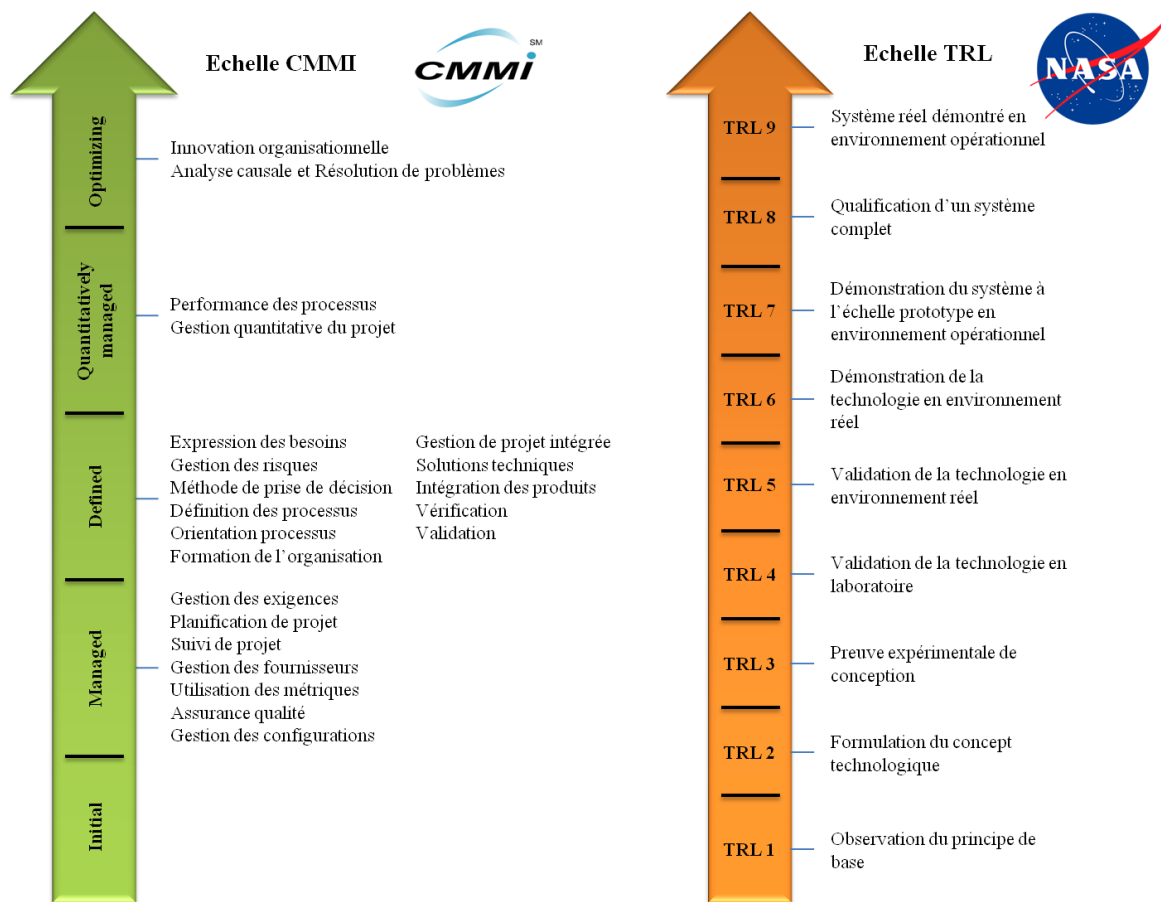 Echelle CMMI
CMMi
SM
Optimizing
Innovation organisationnelle
Analyse causale et Résolution de problèmes
Quantitatively
managed
Performance des processus
Gestion quantitative du projet
Defined
Expression des besoins
Gestion des risques
Méthode de prise de décision
Définition des processus
Orientation processus
Formation de l’organisation
Gestion de projet intégrée
Solutions techniques
Intégration des produits
Vérification
Validation
Managed
Gestion des exigences
Planification de projet
Suivi de projet
Gestion des fournisseurs
Utilisation des métriques
Assurance qualité
Gestion des configurations
Initial
Echelle TRL
NASA
TRL 9
Système réel démontré en
environnement opérationnel
TRL 8
Qualification d’un système
complet
TRL 7
Démonstration du système à
l’échelle prototype en
environnement opérationnel
TRL 6
Démonstration de la
technologie en environnement
réel
TRL 5
Validation de la technologie en
environnement réel
TRL 4
Validation de la technologie en
laboratoire
TRL 3
Preuve expérimentale de
conception
TRL 2
Formulation du concept
technologique
TRL 1
Observation du principe de
base